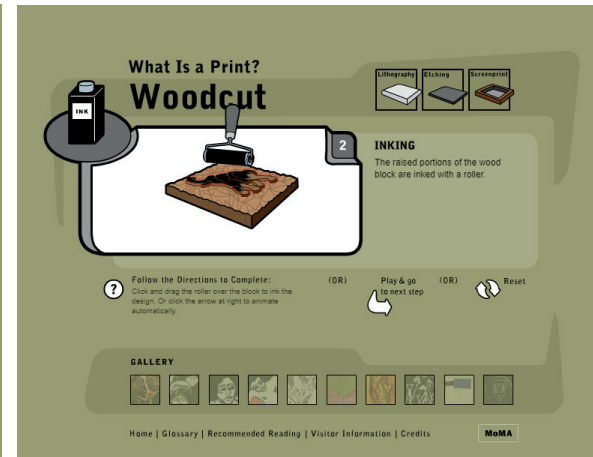 What Is a Print?
Woodcut
Lithography
Etching
Screenprint
INK
2
INKING
The raised portions of the wood
block are inked with a roller.
?
Follow the Directions to Complete:
Click and drag the roller over the block to ink the
design. Or click the arrow at right to animate
automatically.
(OR)
Play & go
to next step
(OR)
Reset
GALLERY
Home | Glossary | Recommended Reading | Visitor Information | Credits
MoMA